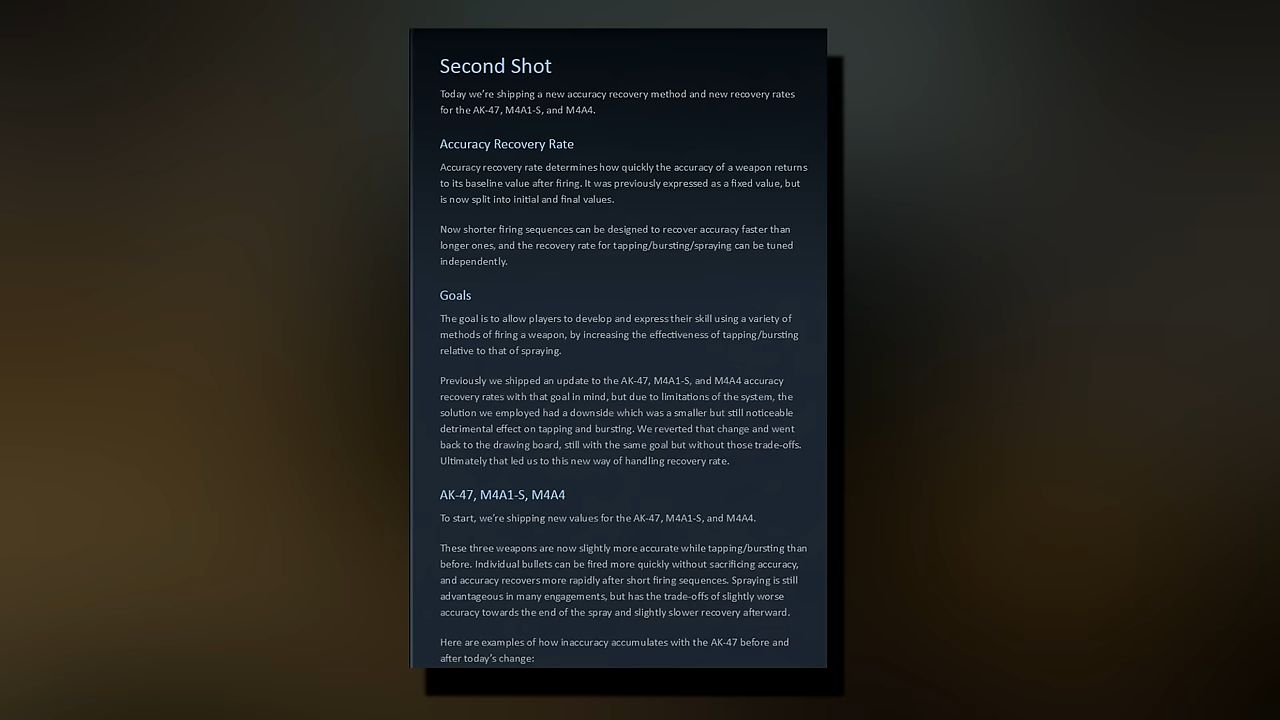 Second Shot
Today we're shipping a new accuracy recovery method and new recovery rates
for the AK-47, M4A1-S, and M4A4.
Accuracy Recovery Rate
Accuracy recovery rate determines how quickly the accuracy of a weapon returns
to its baseline value after firing. It was previously expressed as a fixed value, but
is now split into initial and final values.
Now shorter firing sequences can be designed to recover accuracy faster than
longer ones, and the recovery rate for tapping/bursting/spraying can be tuned
independently.
Goals
The goal is to allow players to develop and express their skill using a variety of
methods of firing a weapon, by increasing the effectiveness of tapping/bursting
relative to that of spraying.
Previously we shipped an update to the AK-47, M4A1-S, and M4A4 accuracy
recovery rates with that goal in mind, but due to limitations of the system, the
solution we employed had a downside which was a smaller but still noticeable
detrimental effect on tapping and bursting. We reverted that change and went
back to the drawing board, still with the same goal but without those trade-offs.
Ultimately that led us to this new way of handling recovery rate.
AK-47, M4A1-S, M4A4
To start, we're shipping new values for the AK-47, M4A1-S, and M4A4.
These three weapons are now slightly more accurate while tapping/bursting than
before. Individual bullets can be fired more quickly without sacrificing accuracy,
and accuracy recovers more rapidly after short firing sequences. Spraying is still
advantageous in many engagements, but has the trade-offs of slightly worse
accuracy towards the end of the spray and slightly slower recovery afterward.
Here are examples of how inaccuracy accumulates with the AK-47 before and
after today's change: